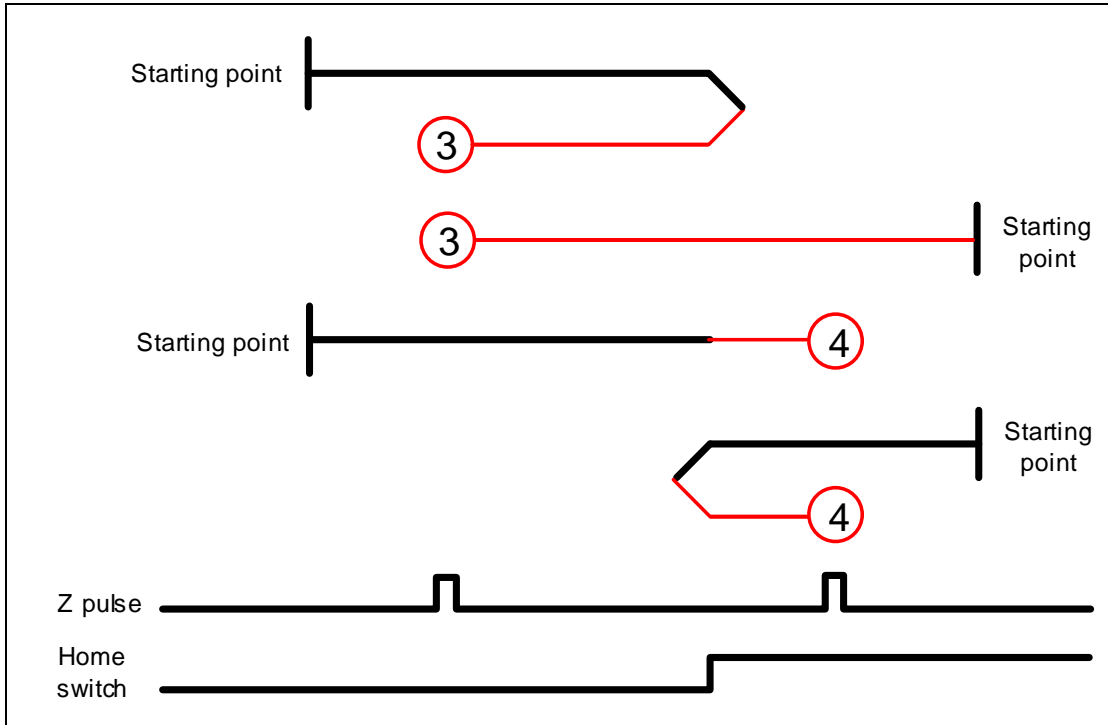 Starting point
3
3
Starting
point
Starting point
4
Starting
point
4
Z pulse
Home
switch